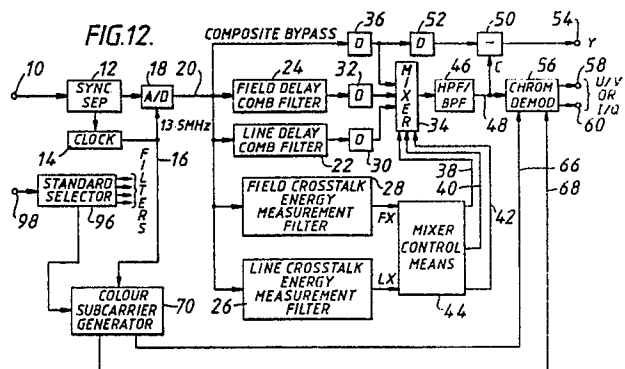 FIG.12.
COMPOSITE BYPASS
36
D
52
D
50
−
54
Y
10
12
SYNC
SEP
18
A/D
20
24
FIELD DELAY
COMB FILTER
32
D
MIXER
34
46
HPF/
BPF
48
C
56
CHROM
DEMOD
58
U/V
OR
I/Q
60
CLOCK
14
13·5MHz
16
LINE DELAY
COMB FILTER
22
D
30
38
40
42
66
68
98
STANDARD
SELECTOR
96
FILTERS
FIELD CROSSTALK
ENERGY
MEASUREMENT
FILTER
28
FX
MIXER
CONTROL
MEANS
44
LINE CROSSTALK
ENERGY
MEASUREMENT
FILTER
26
LX
COLOUR
SUBCARRIER
GENERATOR
70